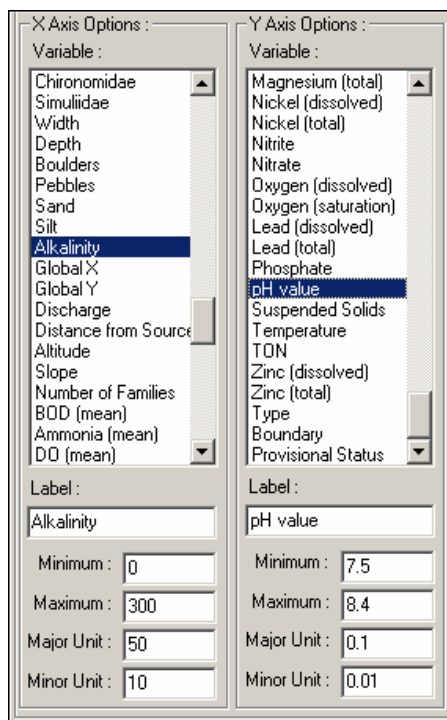 X Axis Options :
Variable :
Chironomidae
Simuliidae
Width
Depth
Boulders
Pebbles
Sand
Silt
Alkalinity
Global X
Global Y
Discharge
Distance from Source
Altitude
Slope
Number of Families
BOD (mean)
Ammonia (mean)
DO (mean)
Label :
Alkalinity
Minimum : 0
Maximum : 300
Major Unit : 50
Minor Unit : 10
Y Axis Options :
Variable :
Magnesium (total)
Nickel (dissolved)
Nickel (total)
Nitrite
Nitrate
Oxygen (dissolved)
Oxygen (saturation)
Lead (dissolved)
Lead (total)
Phosphate
pH value
Suspended Solids
Temperature
TON
Zinc (dissolved)
Zinc (total)
Type
Boundary
Provisional Status
Label :
pH value
Minimum : 7.5
Maximum : 8.4
Major Unit : 0.1
Minor Unit : 0.01